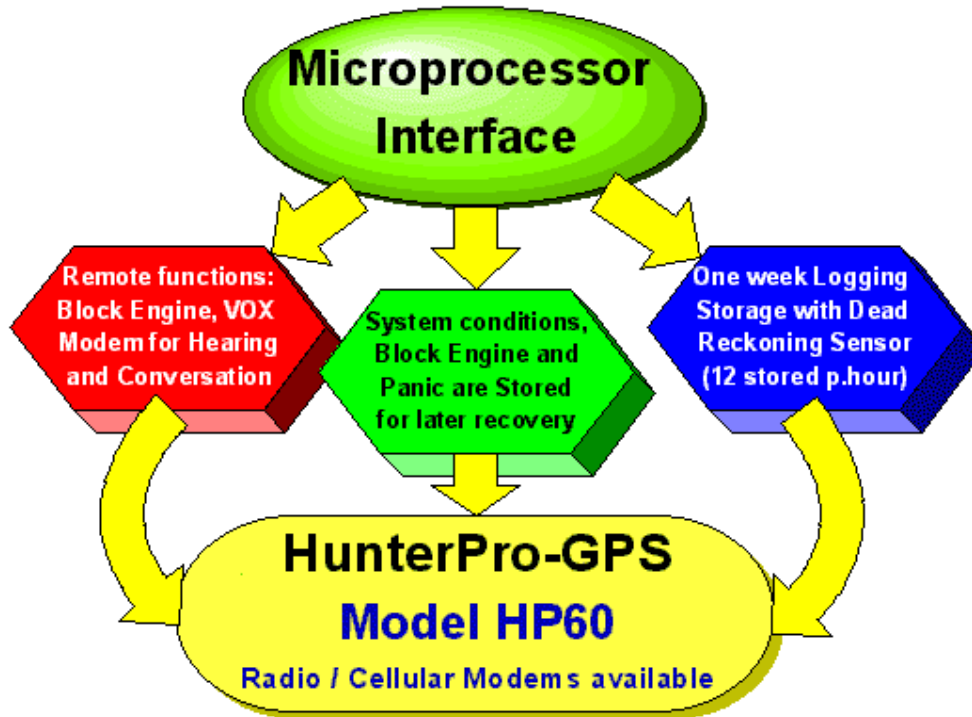 Microprocessor
Interface
Remote functions:
Block Engine, VOX
Modem for Hearing
and Conversation
System conditions,
Block Engine and
Panic are Stored
for later recovery
One week Logging
Storage with Dead
Reckoning Sensor
(12 stored p.hour)
HunterPro-GPS
Model HP60
Radio / Cellular Modems available